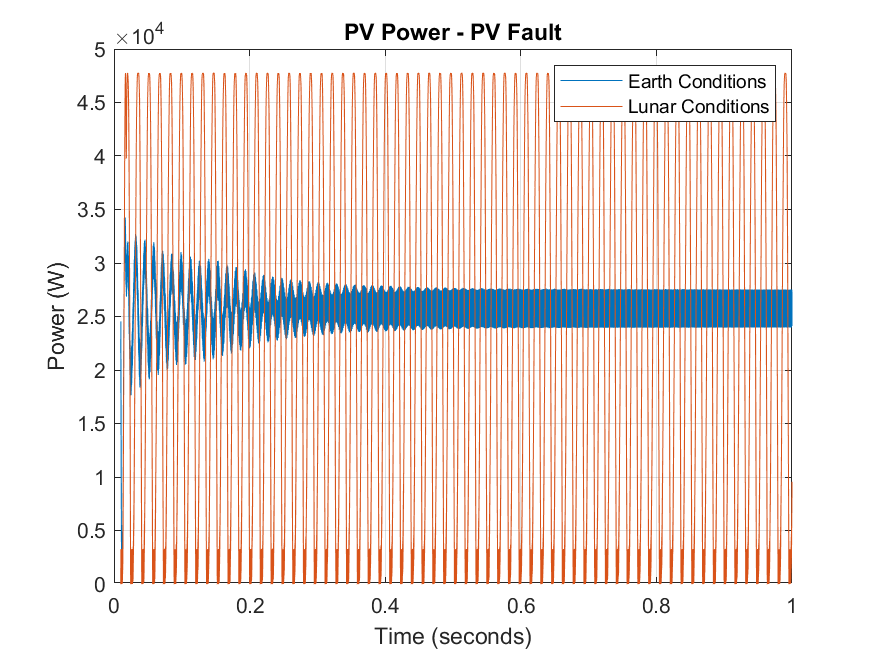 PV Power - PV Fault
×10⁴
5
4.5
4
3.5
3
2.5
2
1.5
1
0.5
0
Power (W)
Earth Conditions
Lunar Conditions
0 0.2 0.4 0.6 0.8 1
Time (seconds)